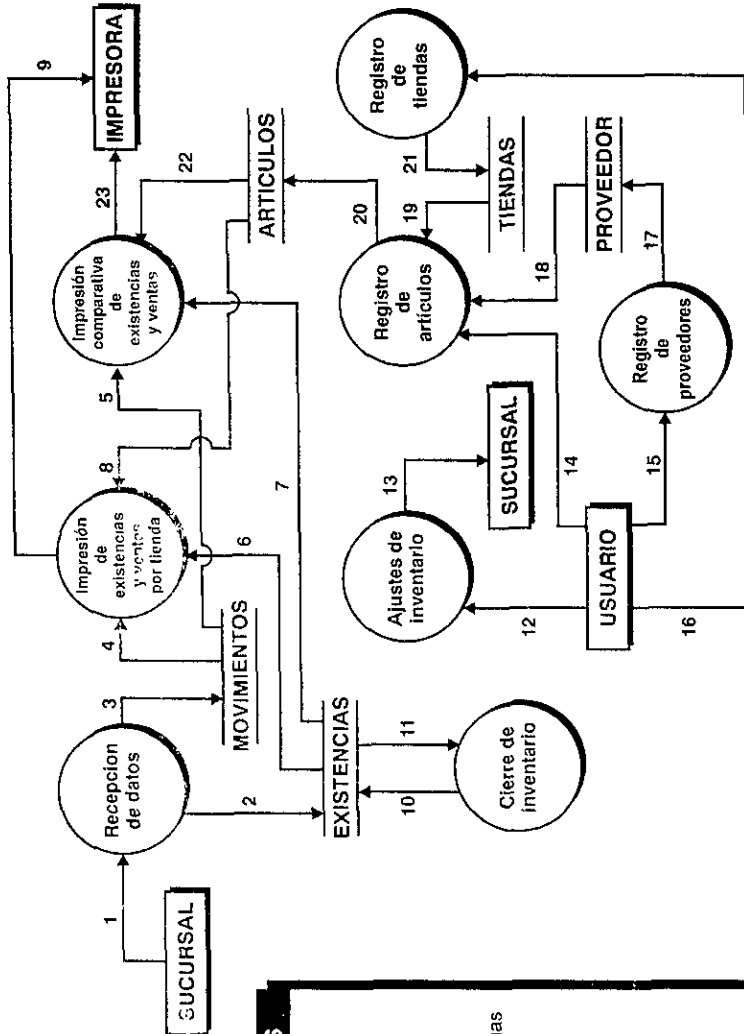 9
IMPRESORA
23
Impresión
comparativa
de
existencias
y ventas
22
ARTICULOS
5
8
Impresión
de
existencias
y ventas
por tienda
7
6
4
MOVIMIENTOS
3
Recepcion
de datos
2
1
SUCURSAL
EXISTENCIAS
10
11
Cierre de
inventario
Registro
de
tiendas
21
TIENDAS
19
20
Registro
de
artículos
18
PROVEEDOR
17
Registro
de
proveedores
14
15
SUCURSAL
13
Ajustes de
inventario
12
USUARIO
16
S
nas